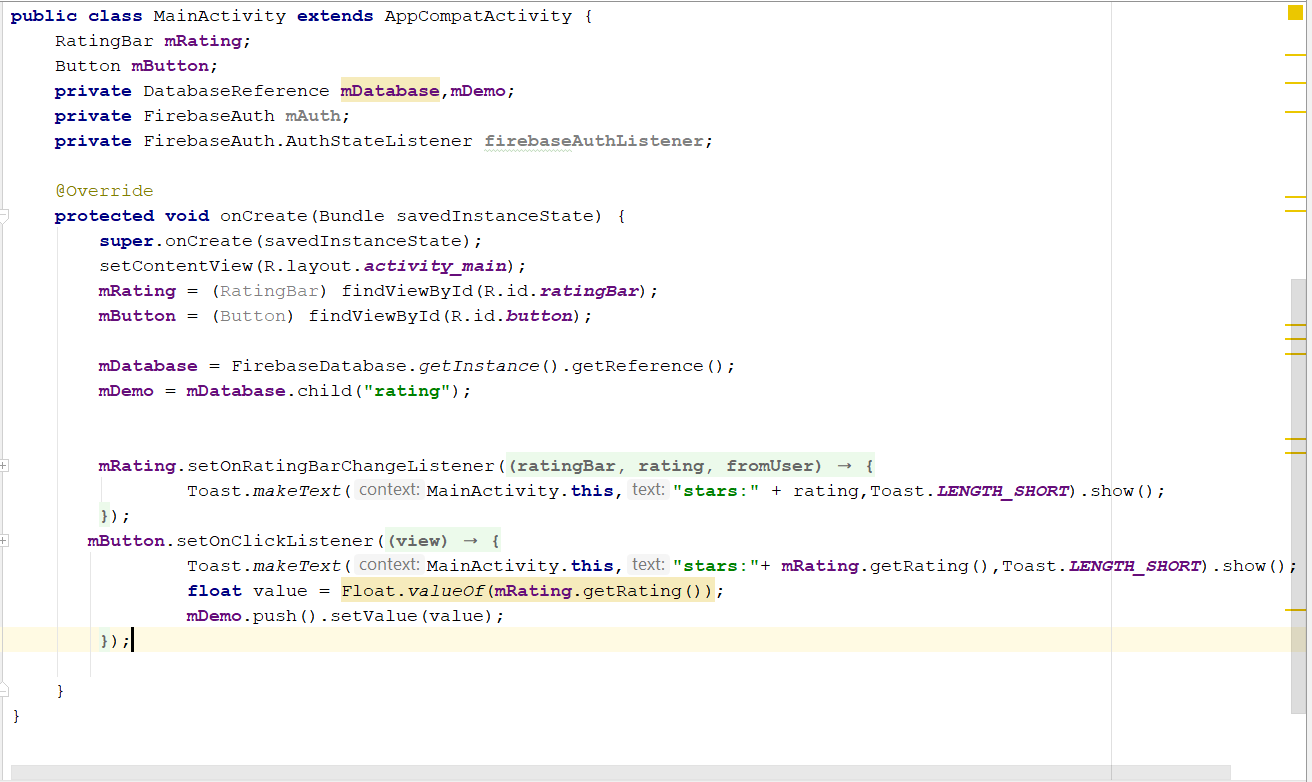 public class MainActivity extends AppCompatActivity {
RatingBar mRating;
Button mButton;
private DatabaseReference mDatabase,mDemo;
private FirebaseAuth mAuth;
private FirebaseAuth.AuthStateListener firebaseAuthListener;
@Override
protected void onCreate(Bundle savedInstanceState) {
super.onCreate(savedInstanceState);
setContentView(R.layout.activity_main);
mRating = (RatingBar) findViewById(R.id.ratingBar);
mButton = (Button) findViewById(R.id.button);
mDatabase = FirebaseDatabase.getInstance().getReference();
mDemo = mDatabase.child("rating");
mRating.setOnRatingBarChangeListener((ratingBar, rating, fromUser) → {
Toast.makeText( context: MainActivity.this, text: "stars:" + rating,Toast.LENGTH_SHORT).show();
});
mButton.setOnClickListener((view) → {
Toast.makeText( context: MainActivity.this, text: "stars:"+ mRating.getRating(),Toast.LENGTH_SHORT).show();
float value = Float.valueOf(mRating.getRating());
mDemo.push().setValue(value);
});
}
}